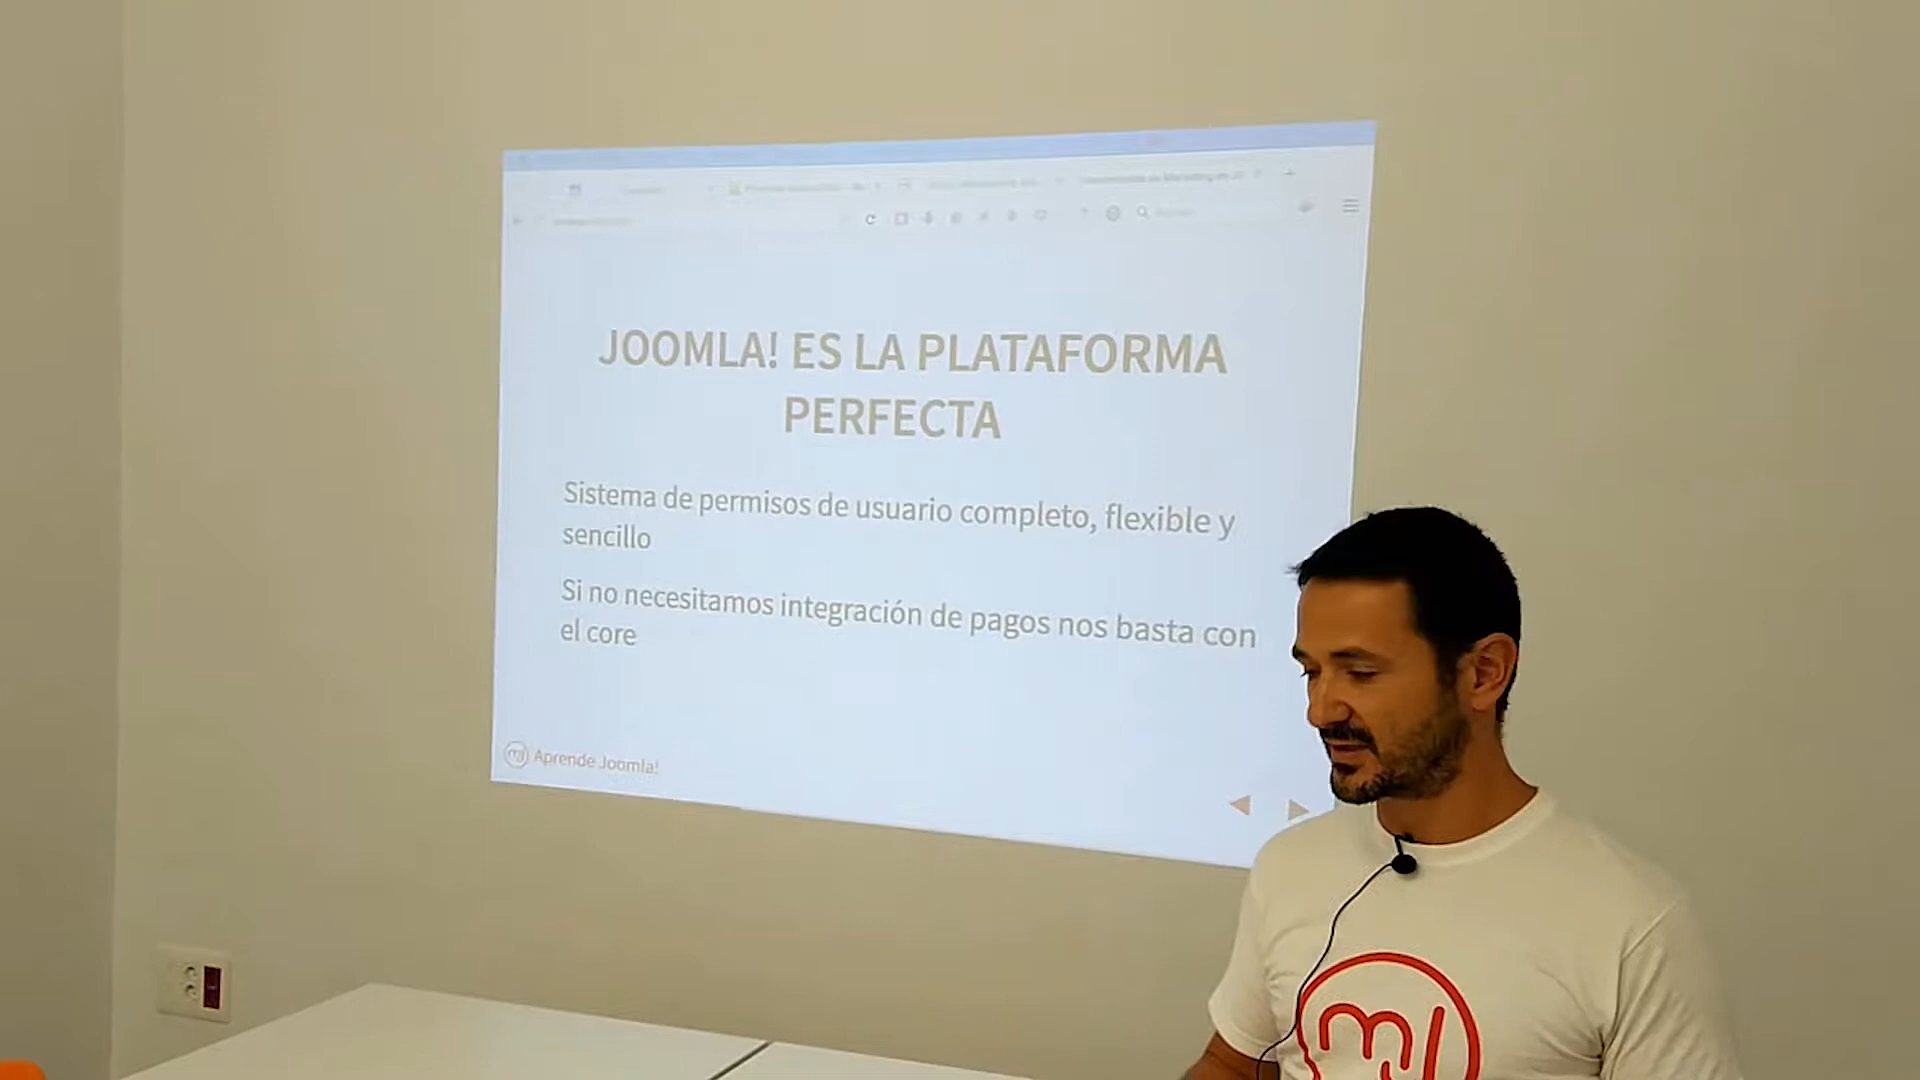 JOOMLA! ES LA PLATAFORMA
PERFECTA
Sistema de permisos de usuario completo, flexible y
sencillo
Si no necesitamos integración de pagos nos basta con
el core
Aprende Joomla!